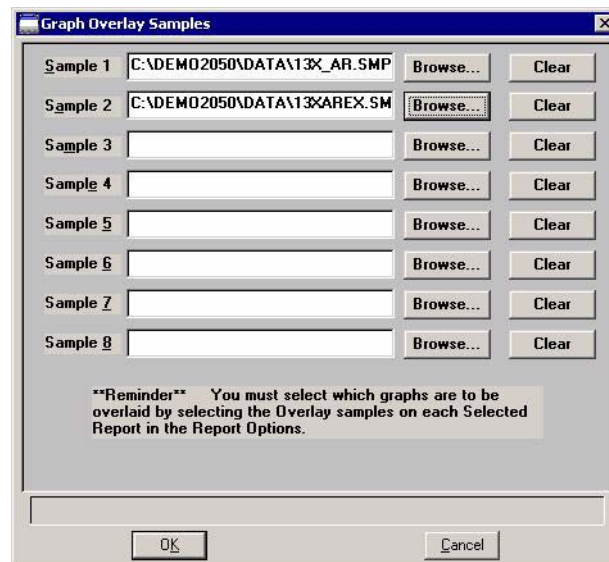 Graph Overlay Samples
Sample 1 C:\DEMO2050\DATA\13X_AR.SMP Browse... Clear
Sample 2 C:\DEMO2050\DATA\13XAREX.SM Browse... Clear
Sample 3 Browse... Clear
Sample 4 Browse... Clear
Sample 5 Browse... Clear
Sample 6 Browse... Clear
Sample 7 Browse... Clear
Sample 8 Browse... Clear
**Reminder** You must select which graphs are to be
overlaid by selecting the Overlay samples on each Selected
Report in the Report Options.
OK Cancel